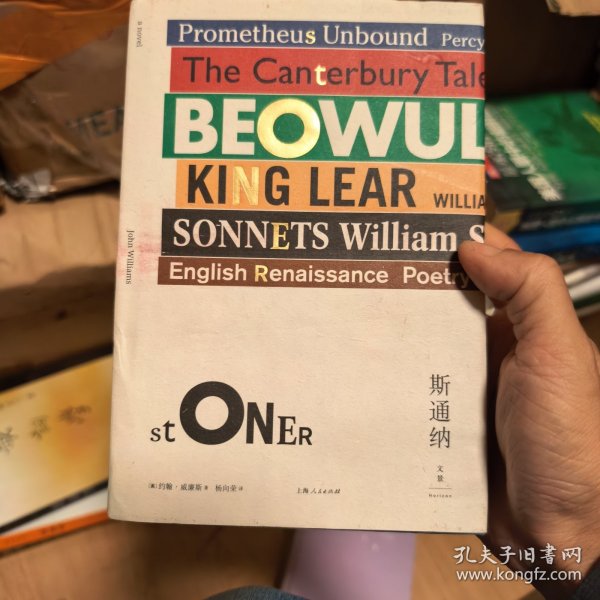 a novel
Prometheus Unbound Percy
The Canterbury Tale
BEOWUL
KING LEAR WILLIA
SONNETS William S
English Renaissance Poetry
John Williams
stONER
斯通纳
文景
Horizon
[美]约翰·威廉斯 著 杨向荣 译
上海人民出版社
孔夫子旧书网
www.kongfz.com